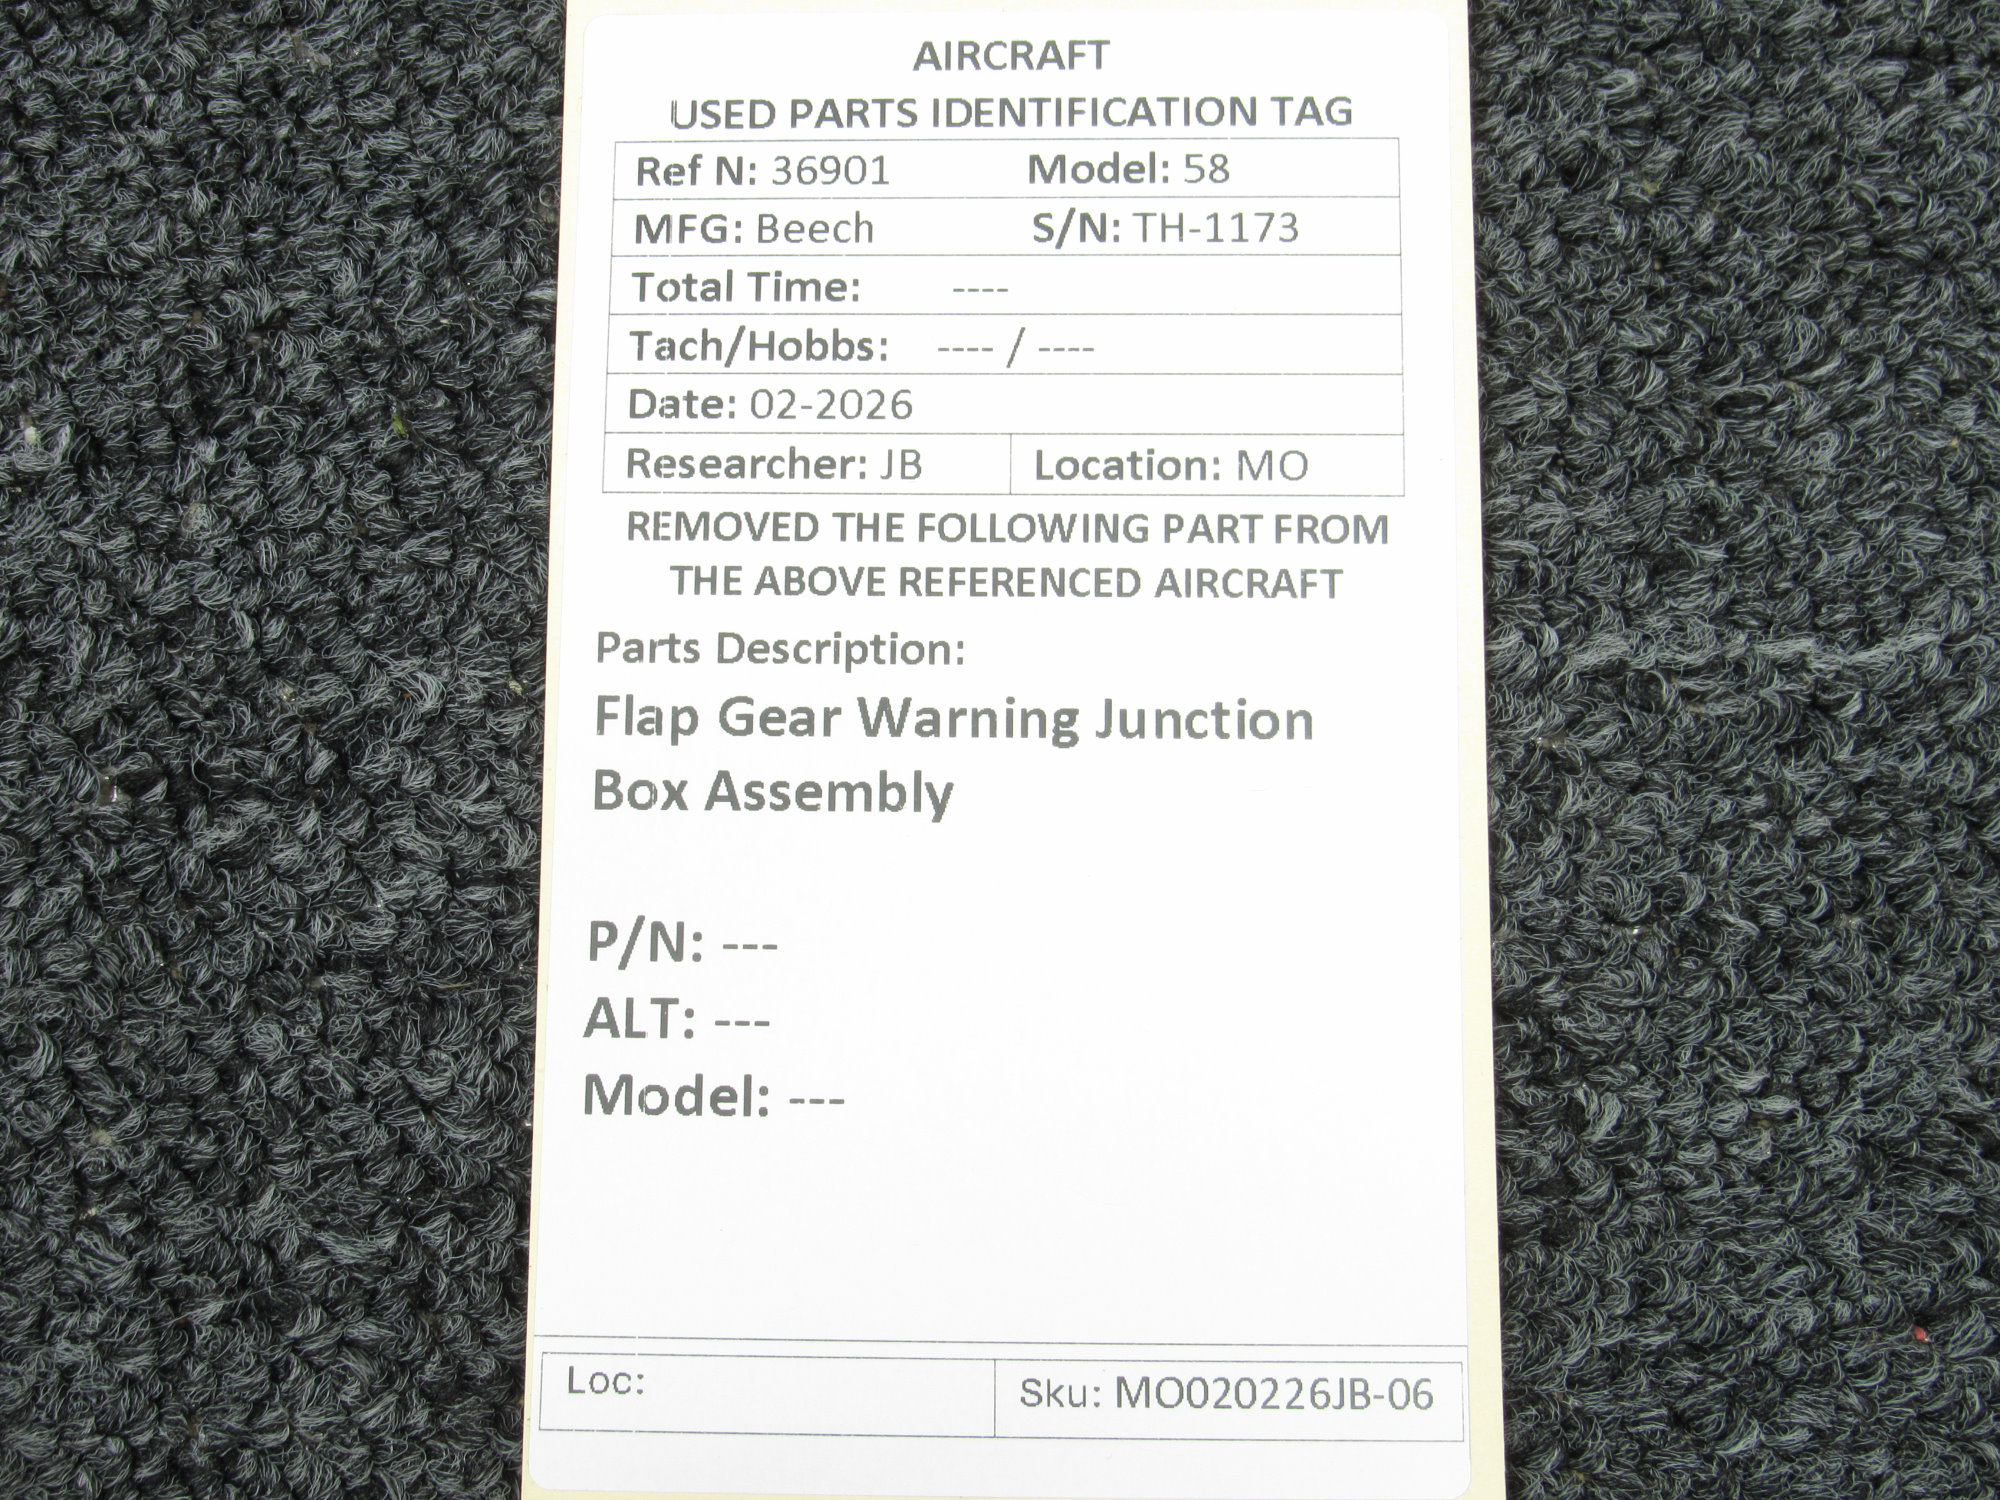 AIRCRAFT
USED PARTS IDENTIFICATION TAG
Ref N: 36901 Model: 58
MFG: Beech S/N: TH-1173
Total Time: ----
Tach/Hobbs: ---- / ----
Date: 02-2026
Researcher: JB Location: MO
REMOVED THE FOLLOWING PART FROM
THE ABOVE REFERENCED AIRCRAFT
Parts Description:
Flap Gear Warning Junction
Box Assembly
P/N: ---
ALT: ---
Model: ---
Loc: Sku: MO020226JB-06